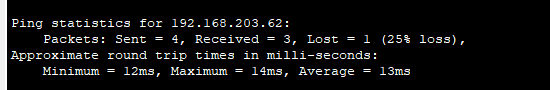 Ping statistics for 192.168.203.62:
    Packets: Sent = 4, Received = 3, Lost = 1 (25% loss),
Approximate round trip times in milli-seconds:
    Minimum = 12ms, Maximum = 14ms, Average = 13ms